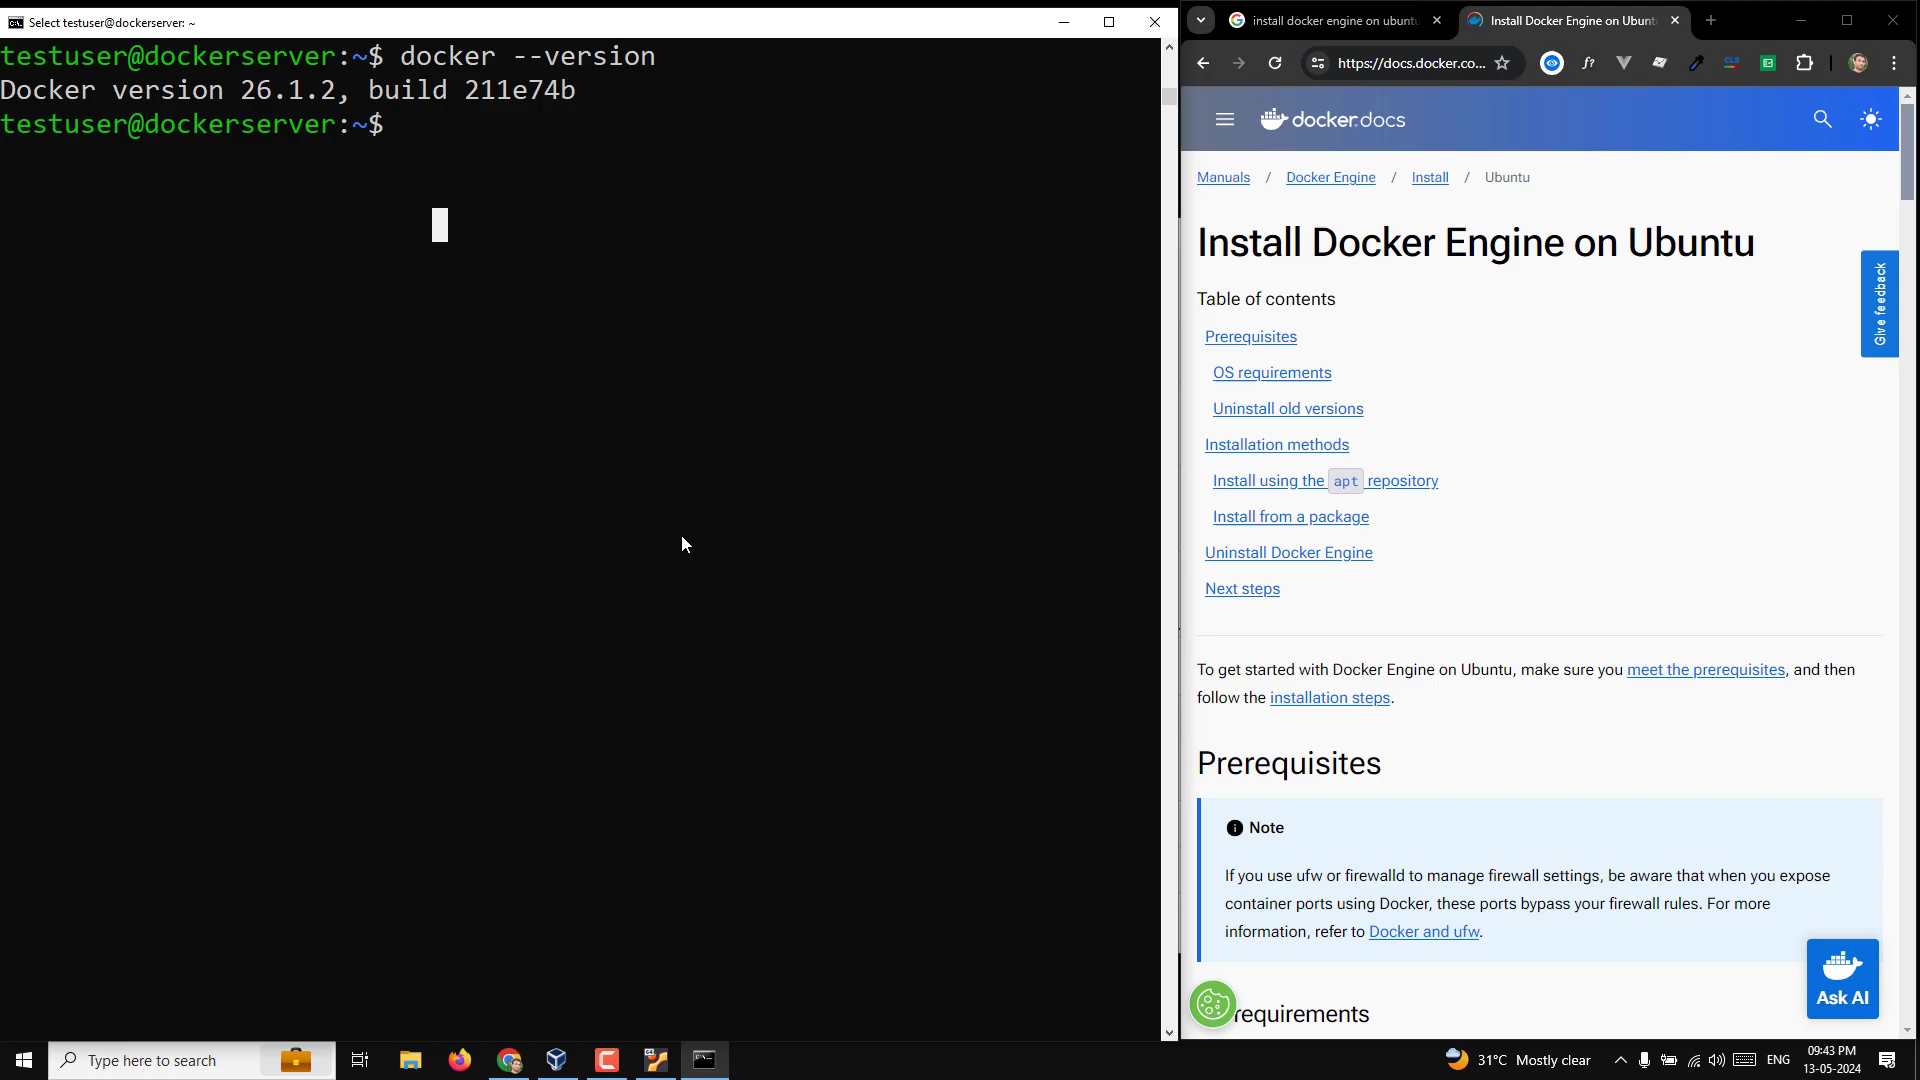 Select testuser@dockerserver: ~
testuser@dockerserver:~$ docker --version
Docker version 26.1.2, build 211e74b
testuser@dockerserver:~$
install docker engine on ubuntu
Install Docker Engine on Ubuntu
https://docs.docker.co...
f?
CLS
docker.docs
Manuals / Docker Engine / Install / Ubuntu
Install Docker Engine on Ubuntu
Table of contents
Prerequisites
OS requirements
Uninstall old versions
Installation methods
Install using the apt repository
Install from a package
Uninstall Docker Engine
Next steps
Give feedback
To get started with Docker Engine on Ubuntu, make sure you meet the prerequisites, and then
follow the installation steps.
Prerequisites
Note
If you use ufw or firewalld to manage firewall settings, be aware that when you expose
container ports using Docker, these ports bypass your firewall rules. For more
information, refer to Docker and ufw.
Ask AI
requirements
Type here to search
31°C Mostly clear
ENG
09:43 PM
13-05-2024